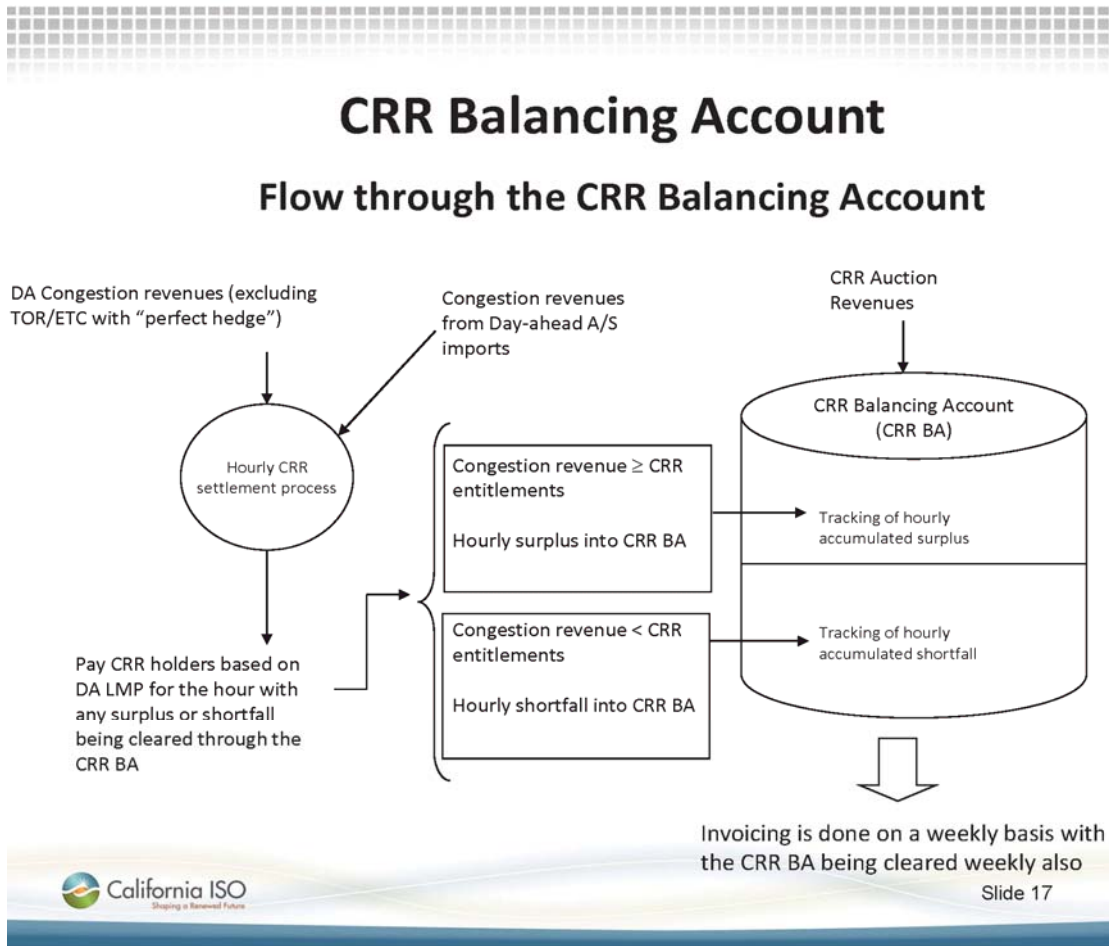 CRR Balancing Account
Flow through the CRR Balancing Account
DA Congestion revenues (excluding
TOR/ETC with “perfect hedge”)
Congestion revenues
from Day-ahead A/S
imports
CRR Auction
Revenues
Hourly CRR
settlement process
Pay CRR holders based on
DA LMP for the hour with
any surplus or shortfall
being cleared through the
CRR BA
Congestion revenue ≥ CRR
entitlements
Hourly surplus into CRR BA
Congestion revenue < CRR
entitlements
Hourly shortfall into CRR BA
CRR Balancing Account
(CRR BA)
Tracking of hourly
accumulated surplus
Tracking of hourly
accumulated shortfall
Invoicing is done on a weekly basis with
the CRR BA being cleared weekly also
California ISO
Shaping a Renewed Future
Slide 17